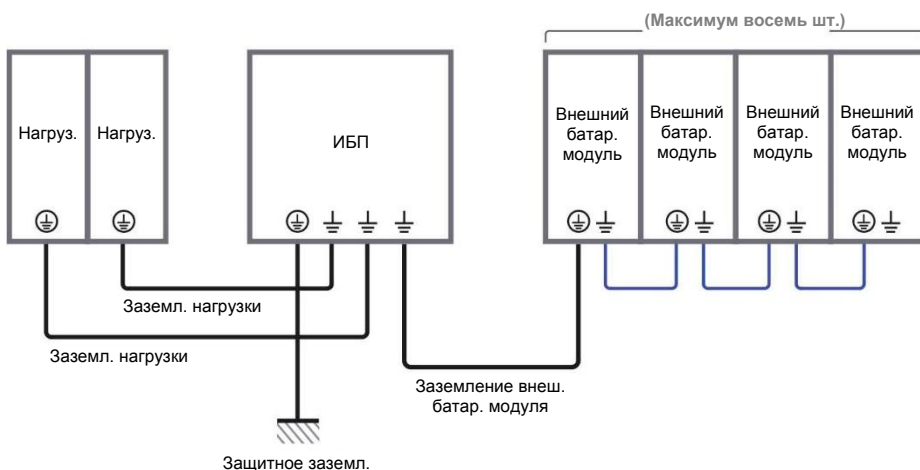 (Максимум восемь шт.)
Нагруз.
Нагруз.
ИБП
Внешний
батар.
модуль
Внешний
батар.
модуль
Внешний
батар.
модуль
Внешний
батар.
модуль
Заземл. нагрузки
Заземл. нагрузки
Заземление внеш.
батар. модуля
Защитное заземл.